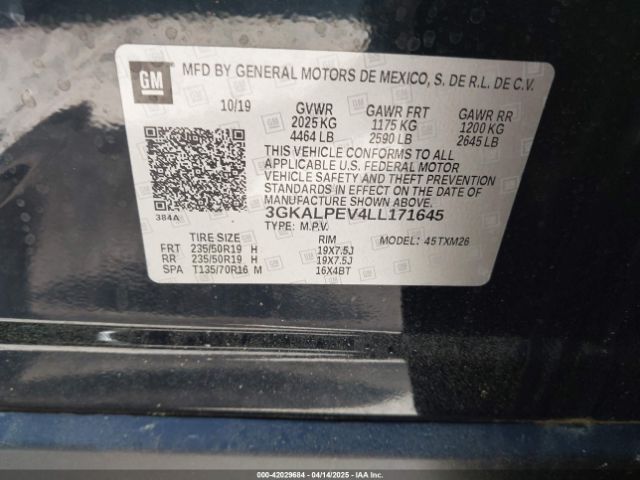 GM
MFD BY GENERAL MOTORS DE MEXICO, S. DE R.L. DE C.V.
10/19 GVWR GAWR FRT GAWR RR
2025 KG 1175 KG 1200 KG
4464 LB 2590 LB 2645 LB
THIS VEHICLE CONFORMS TO ALL
APPLICABLE U.S. FEDERAL MOTOR
VEHICLE SAFETY AND THEFT PREVENTION
STANDARDS IN EFFECT ON THE DATE OF
MANUFACTURE SHOWN ABOVE.
384A
3GKALPEV4LL171645
TYPE: M.P.V.
TIRE SIZE RIM MODEL: 45TXM26
FRT 235/50R19 H 19X7.5J
RR 235/50R19 H 19X7.5J
SPA T135/70R16 M 16X4BT
000-42029684 04/14/2025 IAAI.COM